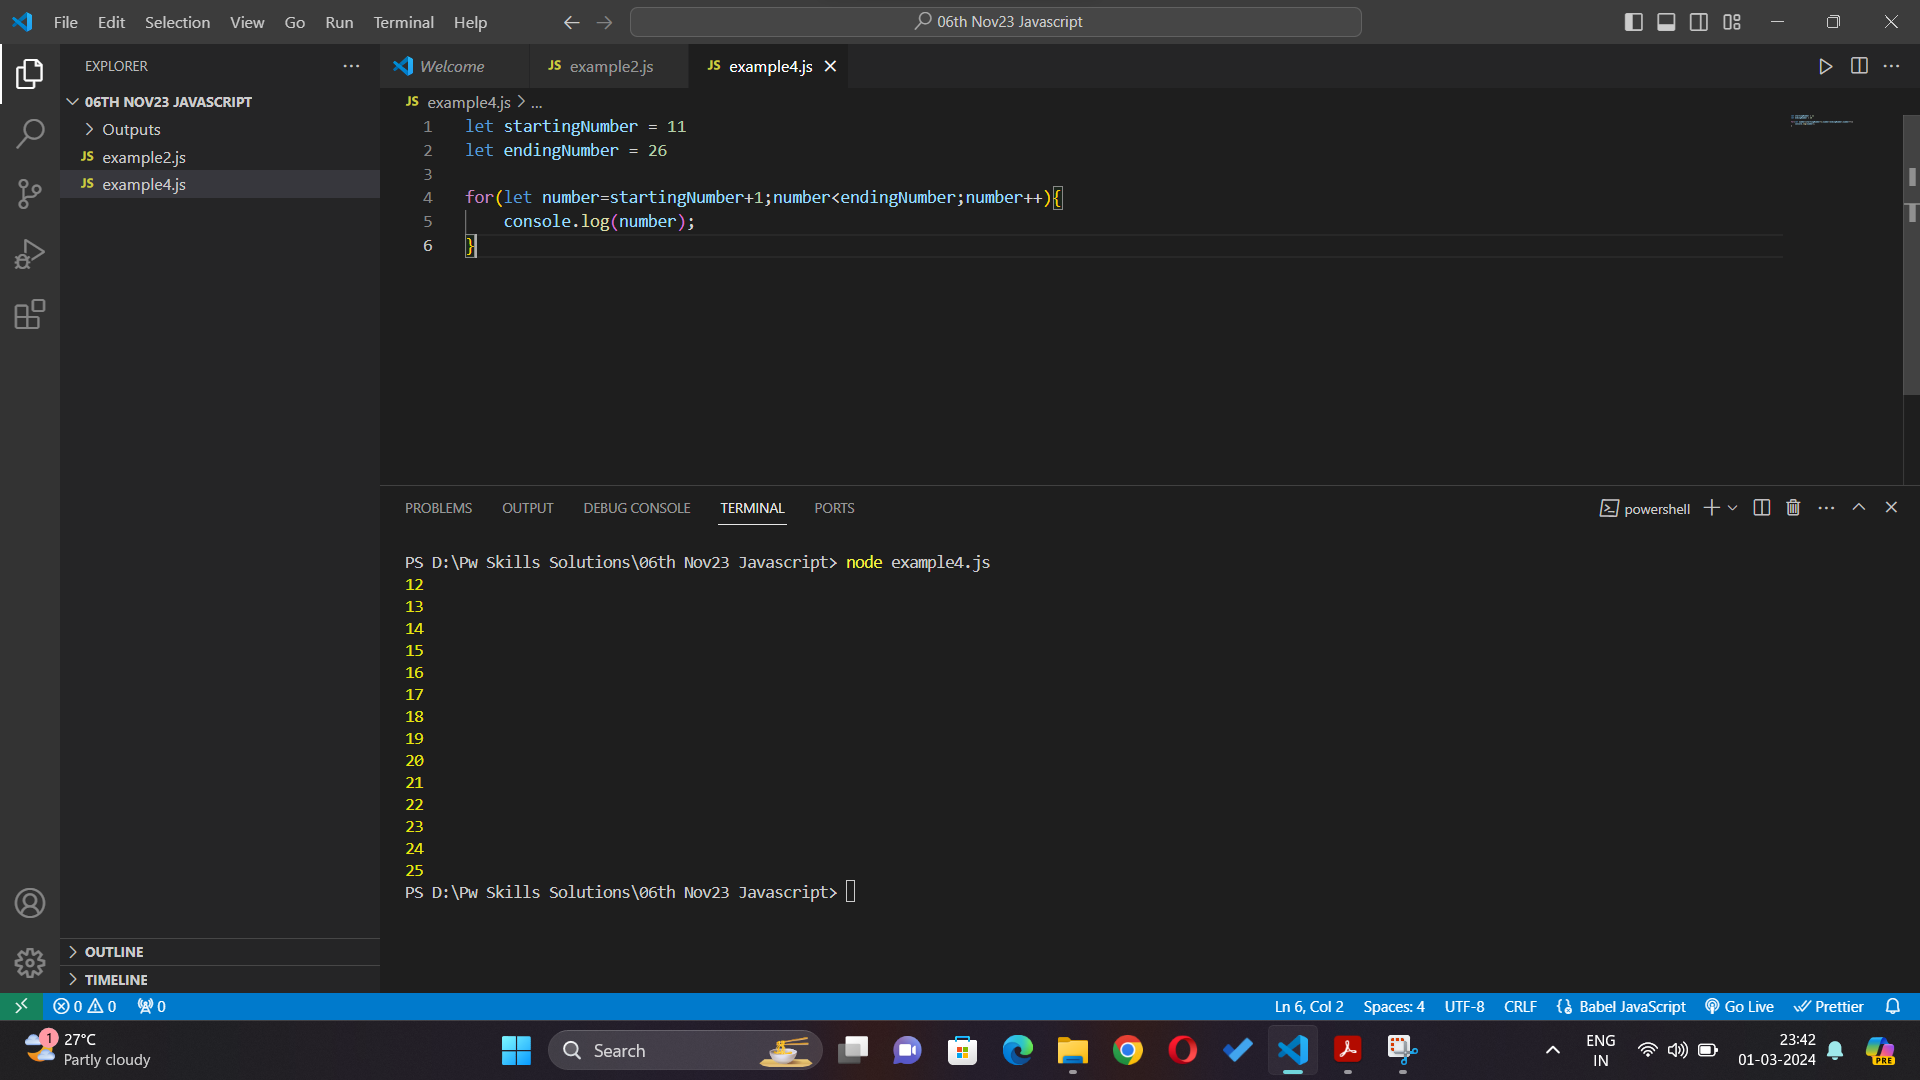 File Edit Selection View Go Run Terminal Help
06th Nov23 Javascript
EXPLORER
06TH NOV23 JAVASCRIPT
Outputs
JS example2.js
JS example4.js
OUTLINE
TIMELINE
Welcome
JS example2.js
JS example4.js
JS example4.js > ...
1 let startingNumber = 11
2 let endingNumber = 26
3
4 for(let number=startingNumber+1;number<endingNumber;number++){
5 console.log(number);
6 }
PROBLEMS OUTPUT DEBUG CONSOLE TERMINAL PORTS
powershell
PS D:\Pw Skills Solutions\06th Nov23 Javascript> node example4.js
12
13
14
15
16
17
18
19
20
21
22
23
24
25
PS D:\Pw Skills Solutions\06th Nov23 Javascript>
0 0 0
Ln 6, Col 2 Spaces: 4 UTF-8 CRLF Babel JavaScript Go Live Prettier
1
27°C
Partly cloudy
Search
ENG
IN
23:42
01-03-2024
PRE